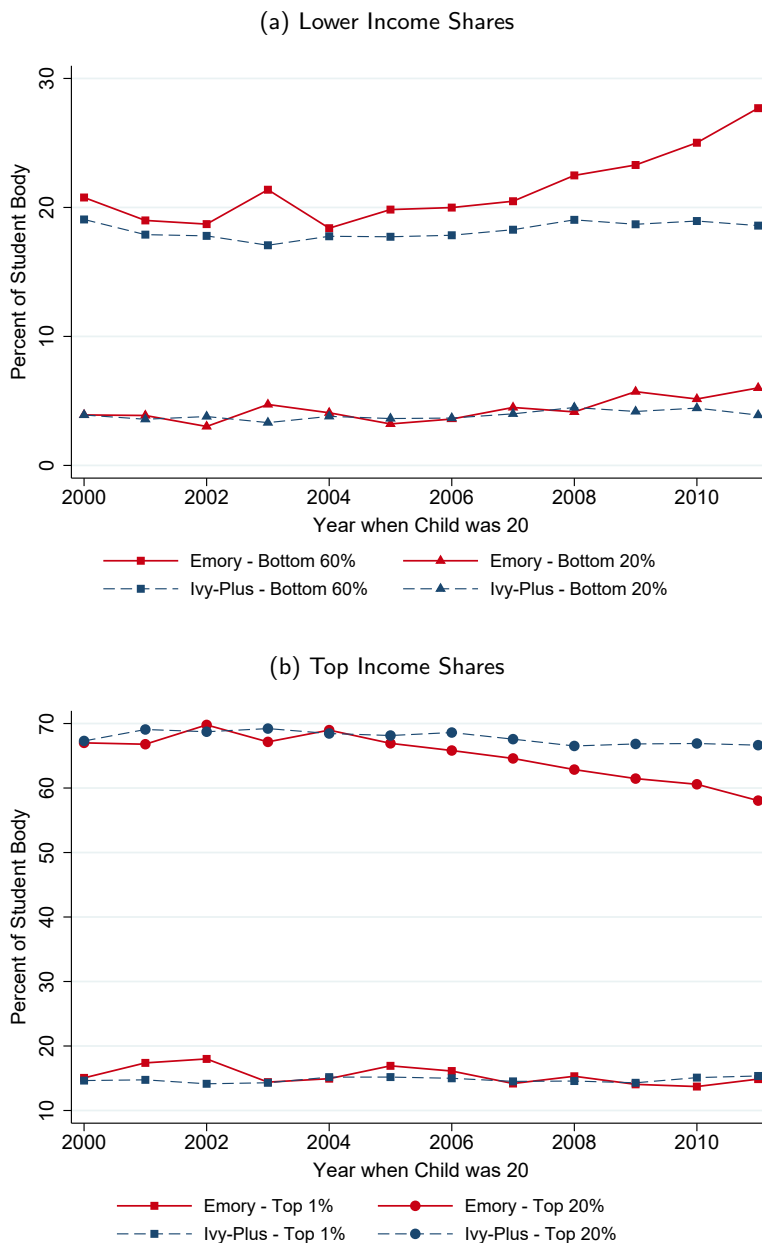 (a) Lower Income Shares
30
20
10
0
Percent of Student Body
2000 2002 2004 2006 2008 2010
Year when Child was 20
Emory - Bottom 60% Emory - Bottom 20%
Ivy-Plus - Bottom 60% Ivy-Plus - Bottom 20%
(b) Top Income Shares
70
60
50
40
30
20
10
Percent of Student Body
2000 2002 2004 2006 2008 2010
Year when Child was 20
Emory - Top 1% Emory - Top 20%
Ivy-Plus - Top 1% Ivy-Plus - Top 20%